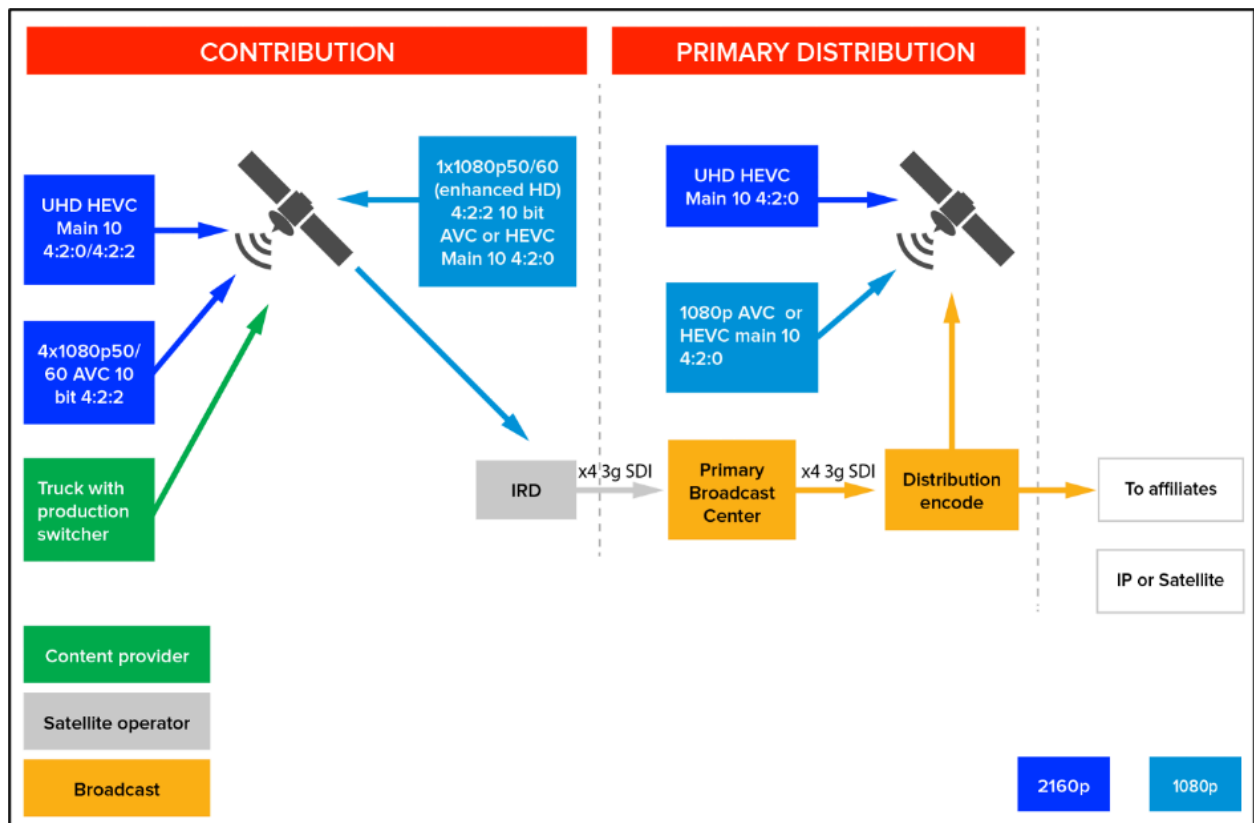 CONTRIBUTION
PRIMARY DISTRIBUTION
UHD HEVC
Main 10
4:2:0/4:2:2
1x1080p50/60
(enhanced HD)
4:2:2 10 bit
AVC or HEVC
Main 10 4:2:0
UHD HEVC
Main 10 4:2:0
4x1080p50/
60 AVC 10
bit 4:2:2
1080p AVC or
HEVC main 10
4:2:0
Truck with
production
switcher
IRD
x4 3g SDI
Primary
Broadcast
Center
x4 3g SDI
Distribution
encode
To affiliates
IP or Satellite
Content provider
Satellite operator
Broadcast
2160p
1080p